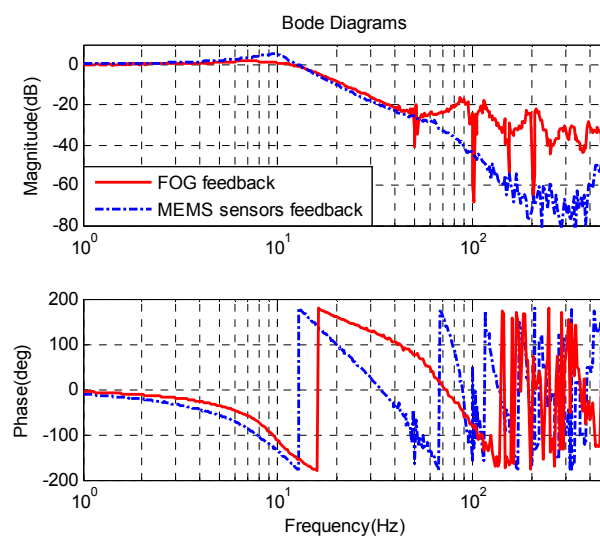 Bode Diagrams
Magnitude(dB)
0
-20
-40
-60
-80
FOG feedback
MEMS sensors feedback
10^0
10^1
10^2
Phase(deg)
200
100
0
-100
-200
10^0
10^1
10^2
Frequency(Hz)